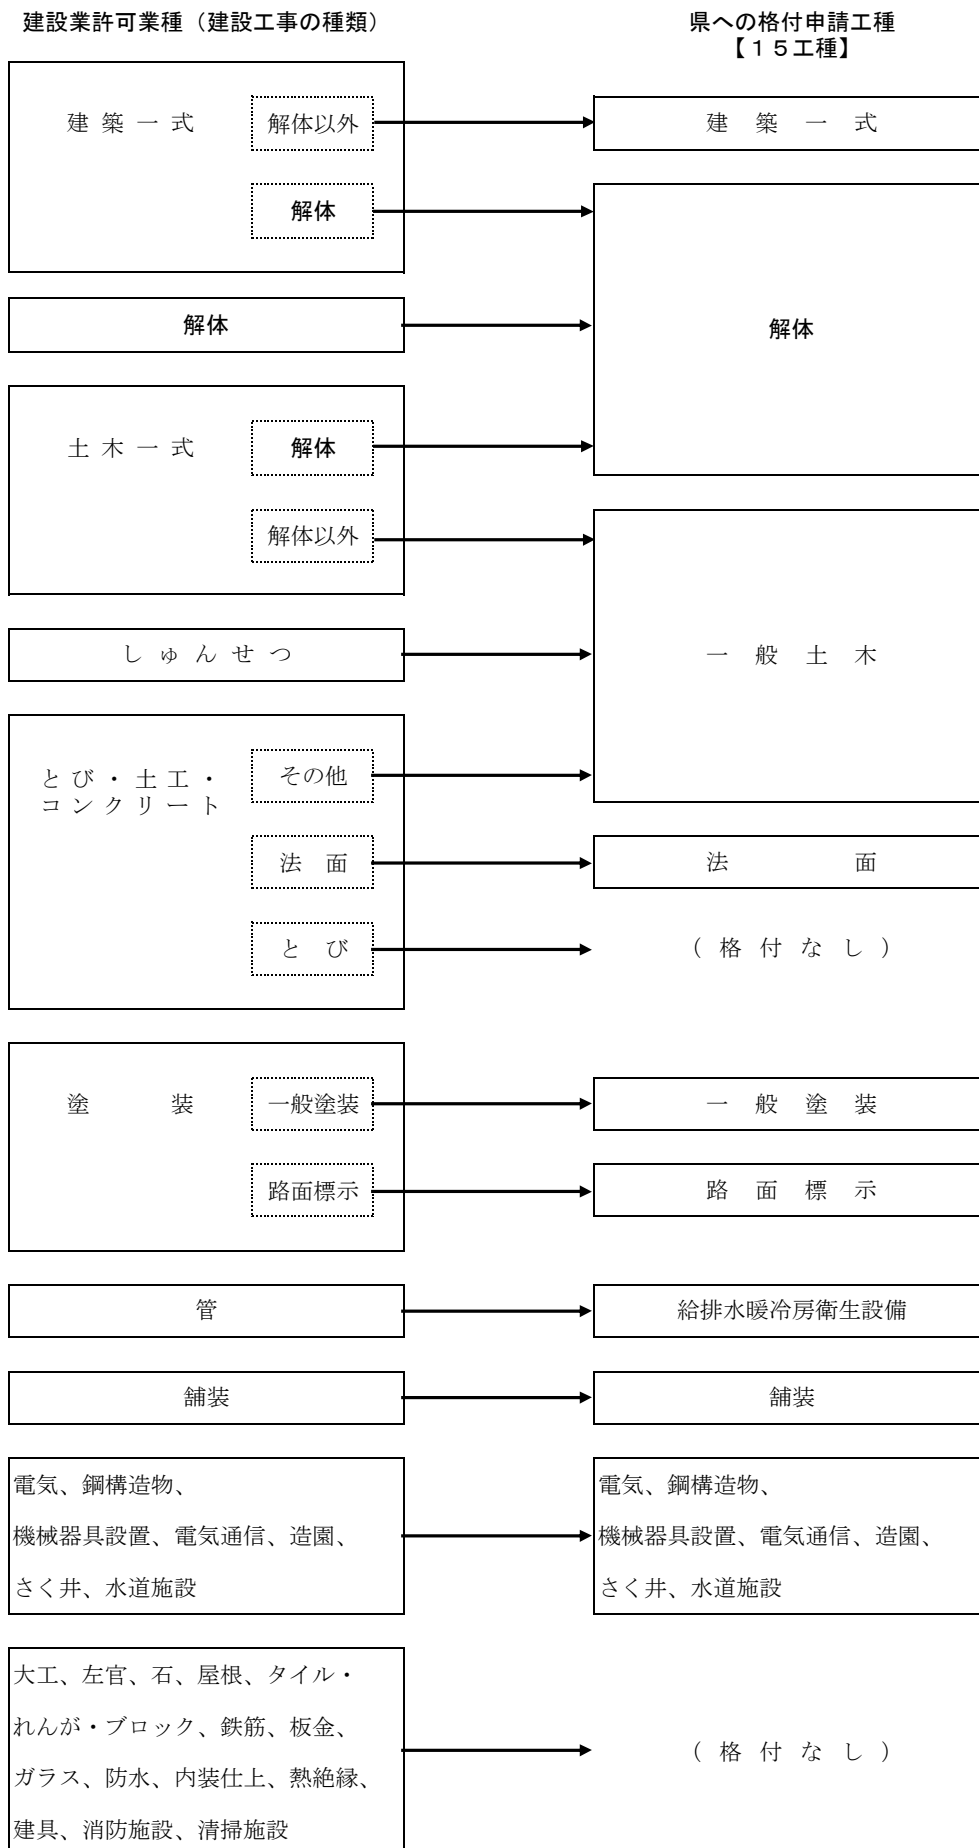 建設業許可業種（建設工事の種類）
県への格付申請工種
【１５工種】
建築一式
解体以外
建築一式
解体
解体
解体
土木一式
解体
解体以外
しゅんせつ
一般土木
とび・土工・
コンクリート
その他
法面
法面
とび
（格付なし）
塗装
一般塗装
一般塗装
路面標示
路面標示
管
給排水暖冷房衛生設備
舗装
舗装
電気、鋼構造物、
機械器具設置、電気通信、造園、
さく井、水道施設
電気、鋼構造物、
機械器具設置、電気通信、造園、
さく井、水道施設
大工、左官、石、屋根、タイル・
れんが・ブロック、鉄筋、板金、
ガラス、防水、内装仕上、熱絶縁、
建具、消防施設、清掃施設
（格付なし）